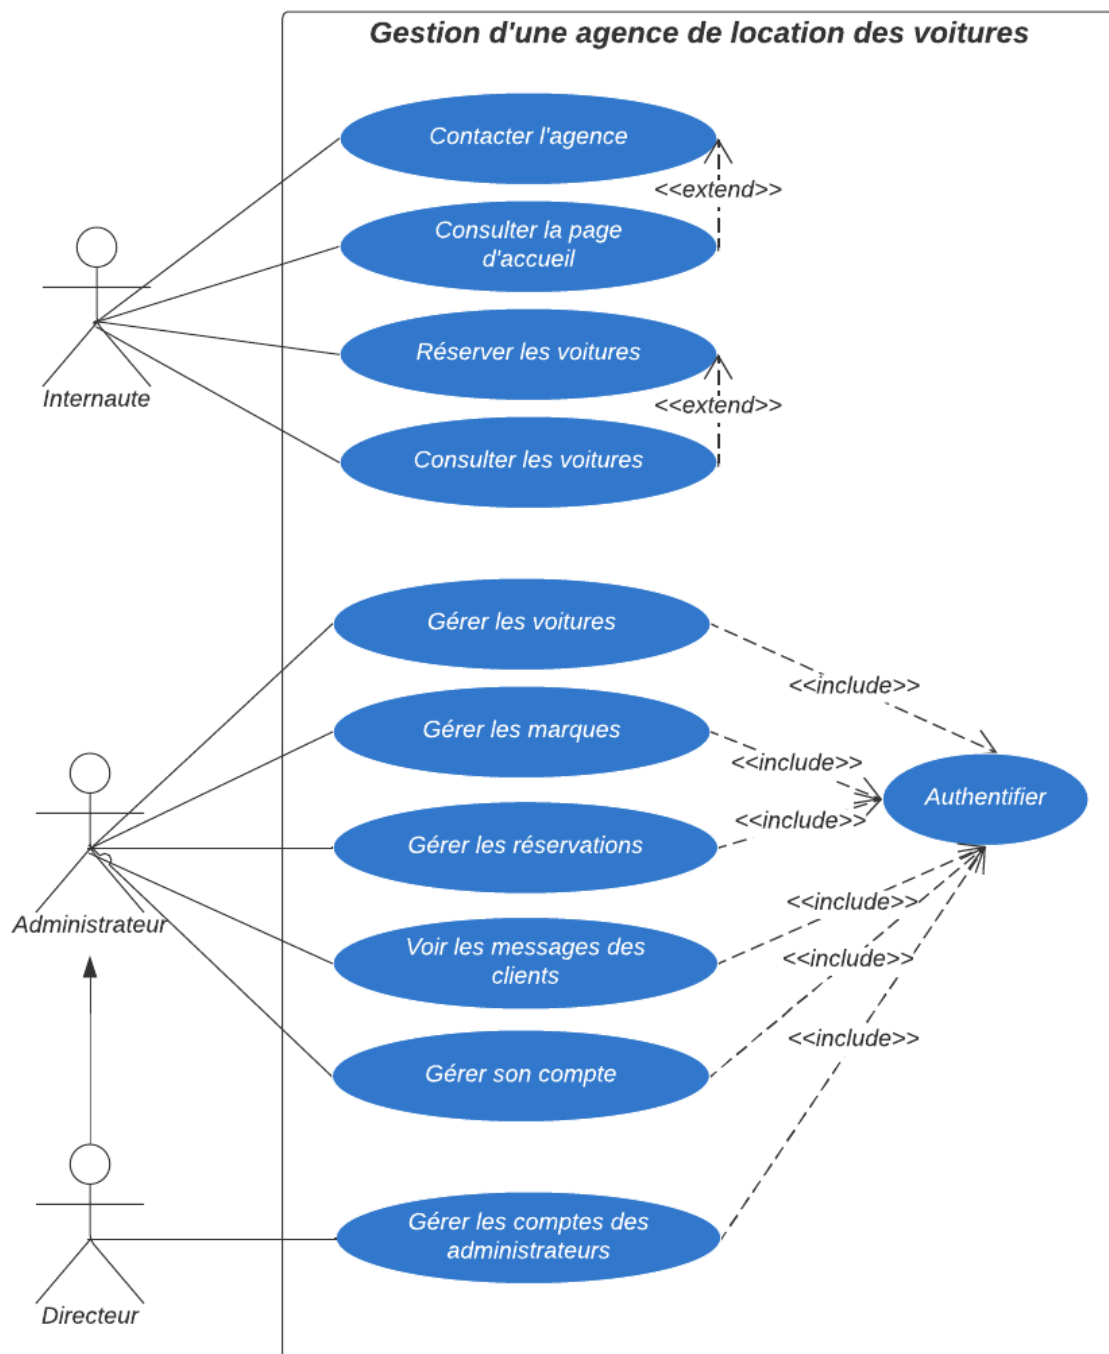 Gestion d'une agence de location des voitures
Contacter l'agence
<<extend>>
Consulter la page
d'accueil
Réserver les voitures
Internaute
<<extend>>
Consulter les voitures
Gérer les voitures
<<include>>
Gérer les marques
<<include>>
Authentifier
<<include>>
Gérer les réservations
Administrateur
<<include>>
Voir les messages des
clients
<<include>>
Gérer son compte
<<include>>
Gérer les comptes des
administrateurs
Directeur